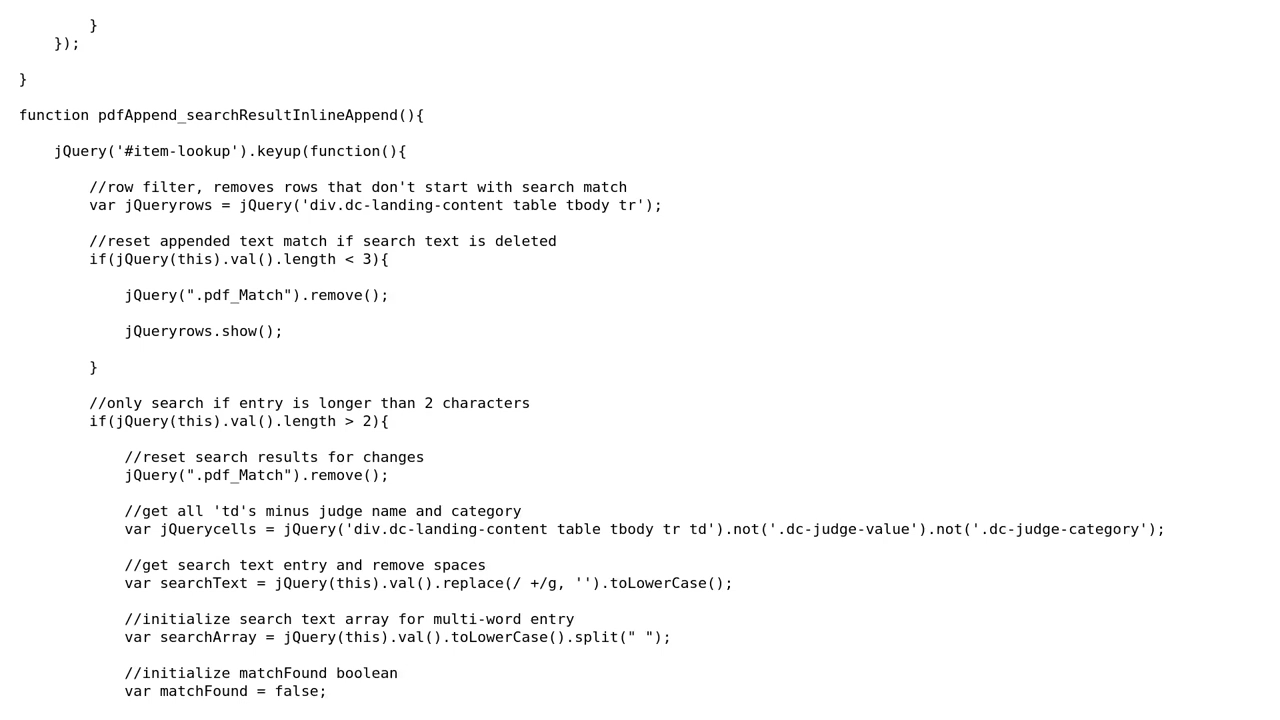 }
    });

}

function pdfAppend_searchResultInlineAppend(){

    jQuery('#item-lookup').keyup(function(){

        //row filter, removes rows that don't start with search match
        var jQueryrows = jQuery('div.dc-landing-content table tbody tr');

        //reset appended text match if search text is deleted
        if(jQuery(this).val().length < 3){

            jQuery(".pdf_Match").remove();

            jQueryrows.show();

        }

        //only search if entry is longer than 2 characters
        if(jQuery(this).val().length > 2){

            //reset search results for changes
            jQuery(".pdf_Match").remove();

            //get all 'td's minus judge name and category
            var jQuerycells = jQuery('div.dc-landing-content table tbody tr td').not('.dc-judge-value').not('.dc-judge-category');

            //get search text entry and remove spaces
            var searchText = jQuery(this).val().replace(/ +/g, '').toLowerCase();

            //initialize search text array for multi-word entry
            var searchArray = jQuery(this).val().toLowerCase().split(" ");

            //initialize matchFound boolean
            var matchFound = false;